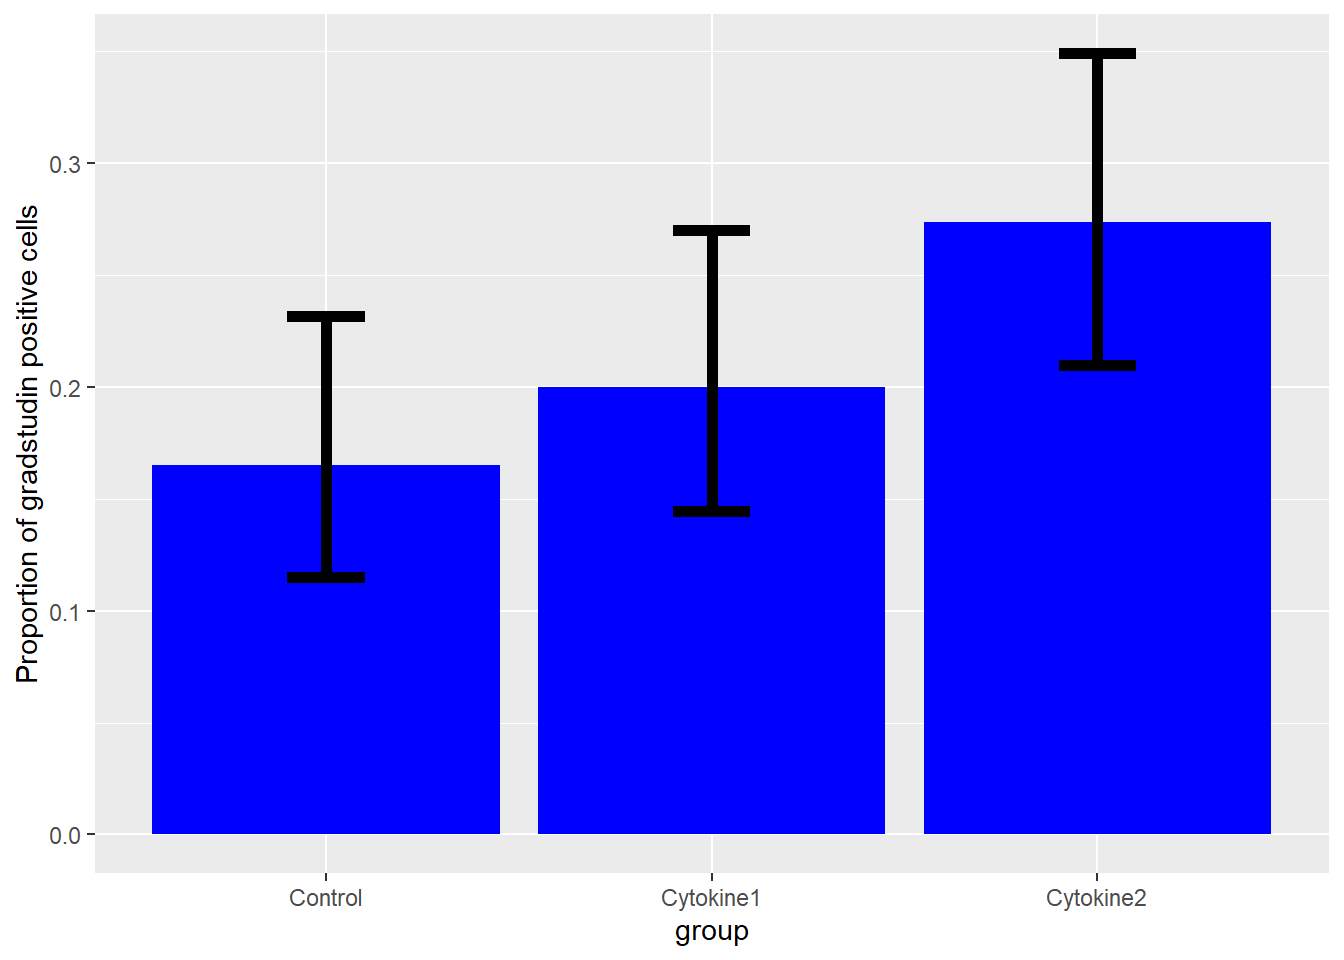 Proportion of gradstudin positive cells
0.3
0.2
0.1
0.0
Control Cytokine1 Cytokine2
group